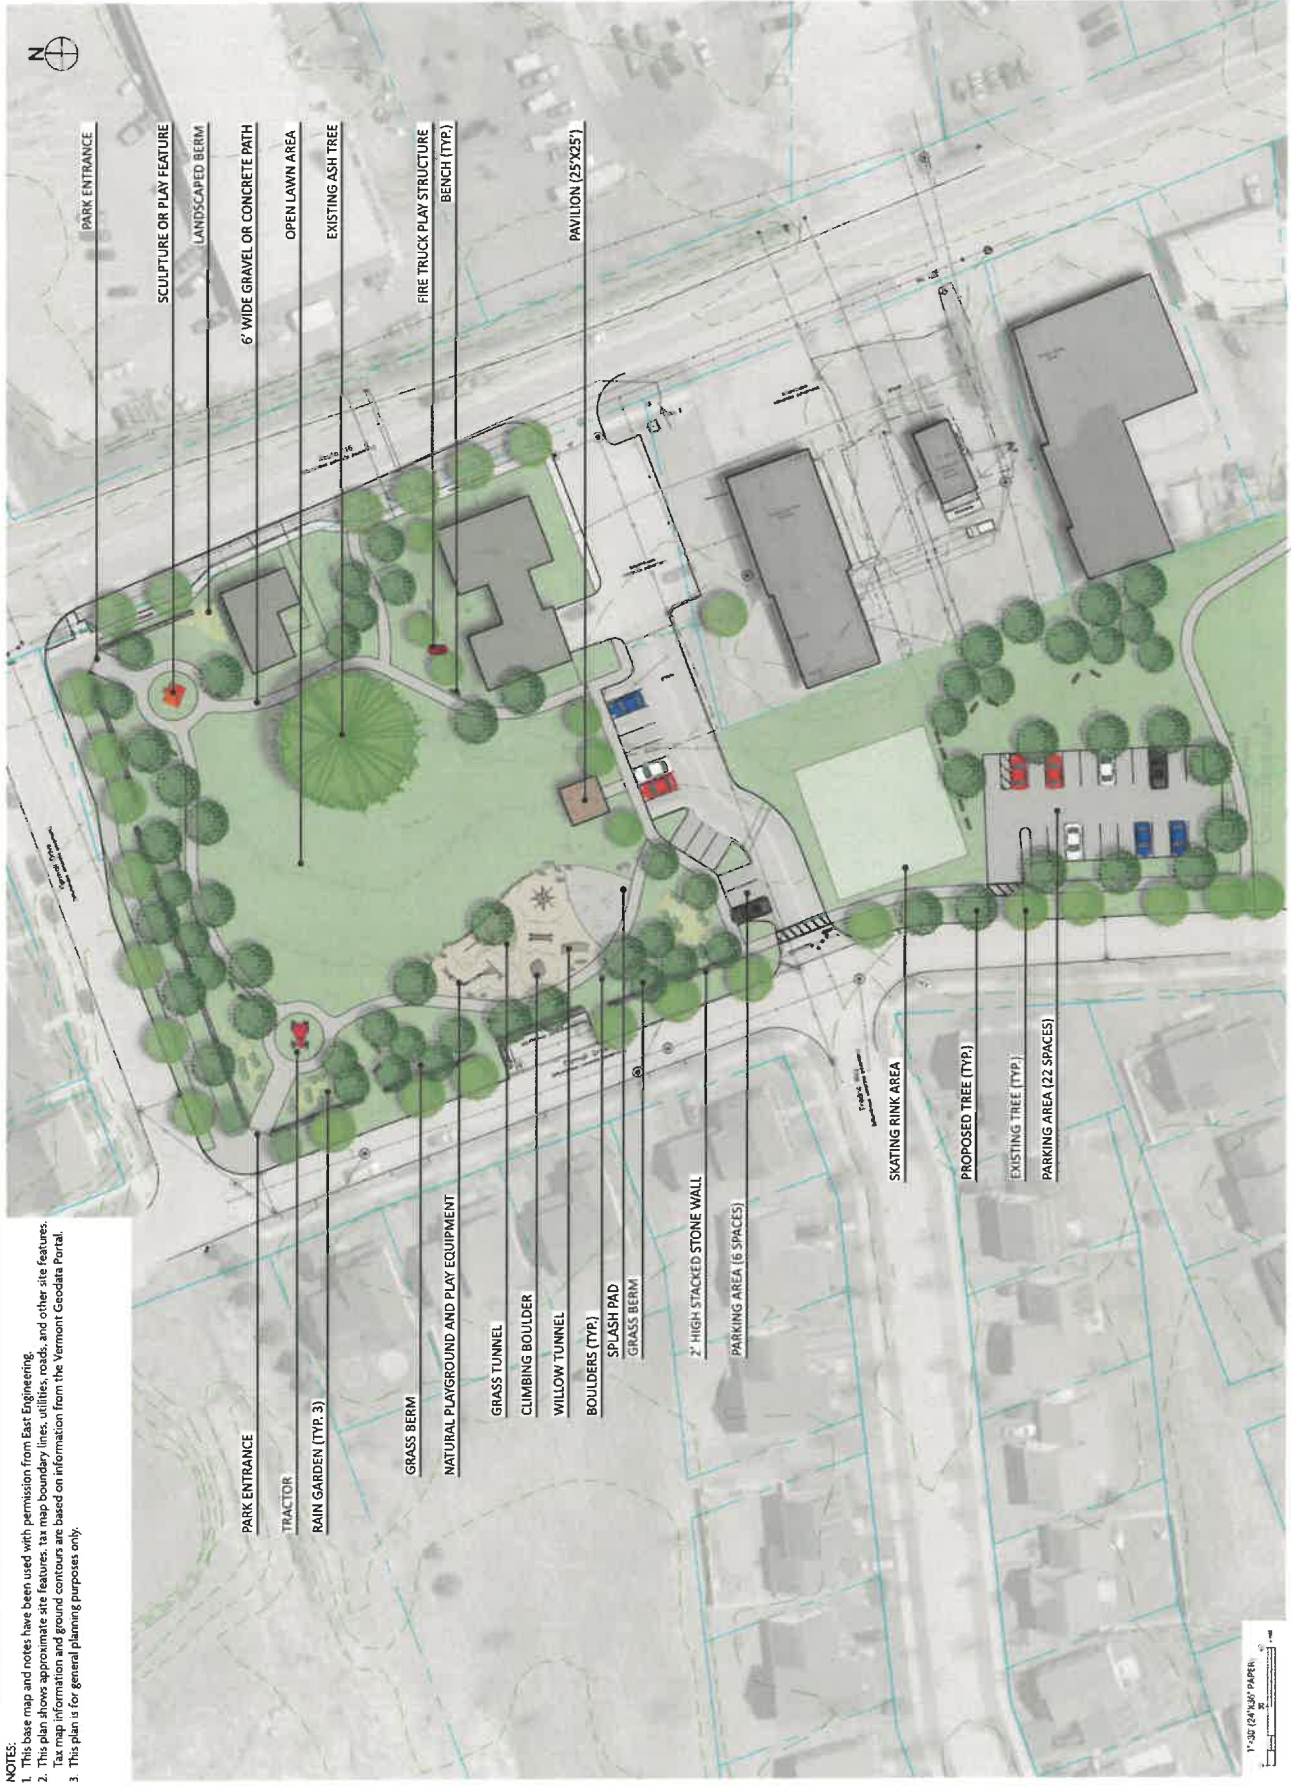 NOTES:
1. This base map and notes have been used with permission from East Engineering.
2. This plan shows approximate site features, tax map boundary lines, utilities, roads, and other site features.
Tax map information and ground contours are based on information from the Vermont Geodata Portal.
3. This plan is for general planning purposes only.
N
PARK ENTRANCE
SCULPTURE OR PLAY FEATURE
LANDSCAPED BERM
6' WIDE GRAVEL OR CONCRETE PATH
OPEN LAWN AREA
EXISTING ASH TREE
FIRE TRUCK PLAY STRUCTURE
BENCH (TYP.)
PAVILION (25'X25')
PARK ENTRANCE
TRACTOR
RAIN GARDEN (TYP. 3)
GRASS BERM
NATURAL PLAYGROUND AND PLAY EQUIPMENT
GRASS TUNNEL
CLIMBING BOULDER
WILLOW TUNNEL
BOULDERS (TYP.)
SPLASH PAD
GRASS BERM
2' HIGH STACKED STONE WALL
PARKING AREA (6 SPACES)
SKATING RINK AREA
PROPOSED TREE (TYP.)
EXISTING TREE (TYP.)
PARKING AREA (22 SPACES)
1"=30' (24"X36" PAPER)